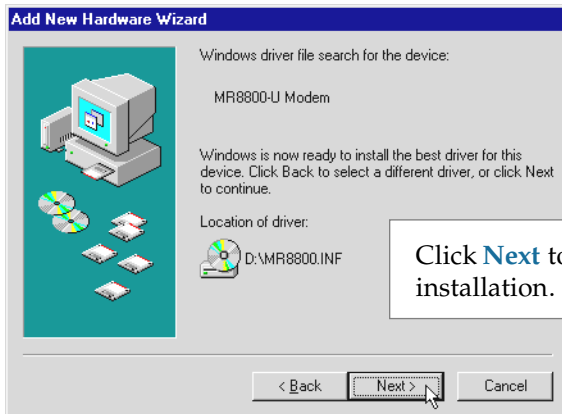 Add New Hardware Wizard
Windows driver file search for the device:
MR8800-U Modem
Windows is now ready to install the best driver for this
device. Click Back to select a different driver, or click Next
to continue.
Location of driver:
D:\MR8800.INF
Click Next to
installation.
< Back
Next >
Cancel